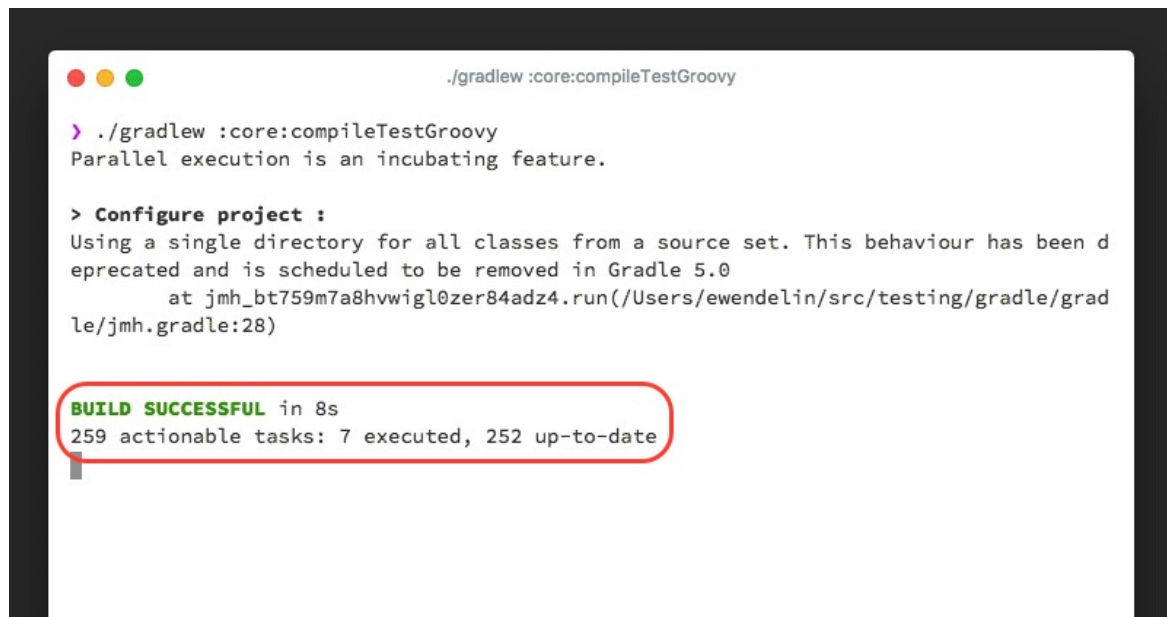 ./gradlew :core:compileTestGroovy
❯ ./gradlew :core:compileTestGroovy
Parallel execution is an incubating feature.
> Configure project :
Using a single directory for all classes from a source set. This behaviour has been d
eprecated and is scheduled to be removed in Gradle 5.0
at jmh_bt759m7a8hvwigl0zer84adz4.run(/Users/ewendelin/src/testing/gradle/grad
le/jmh.gradle:28)
BUILD SUCCESSFUL in 8s
259 actionable tasks: 7 executed, 252 up-to-date